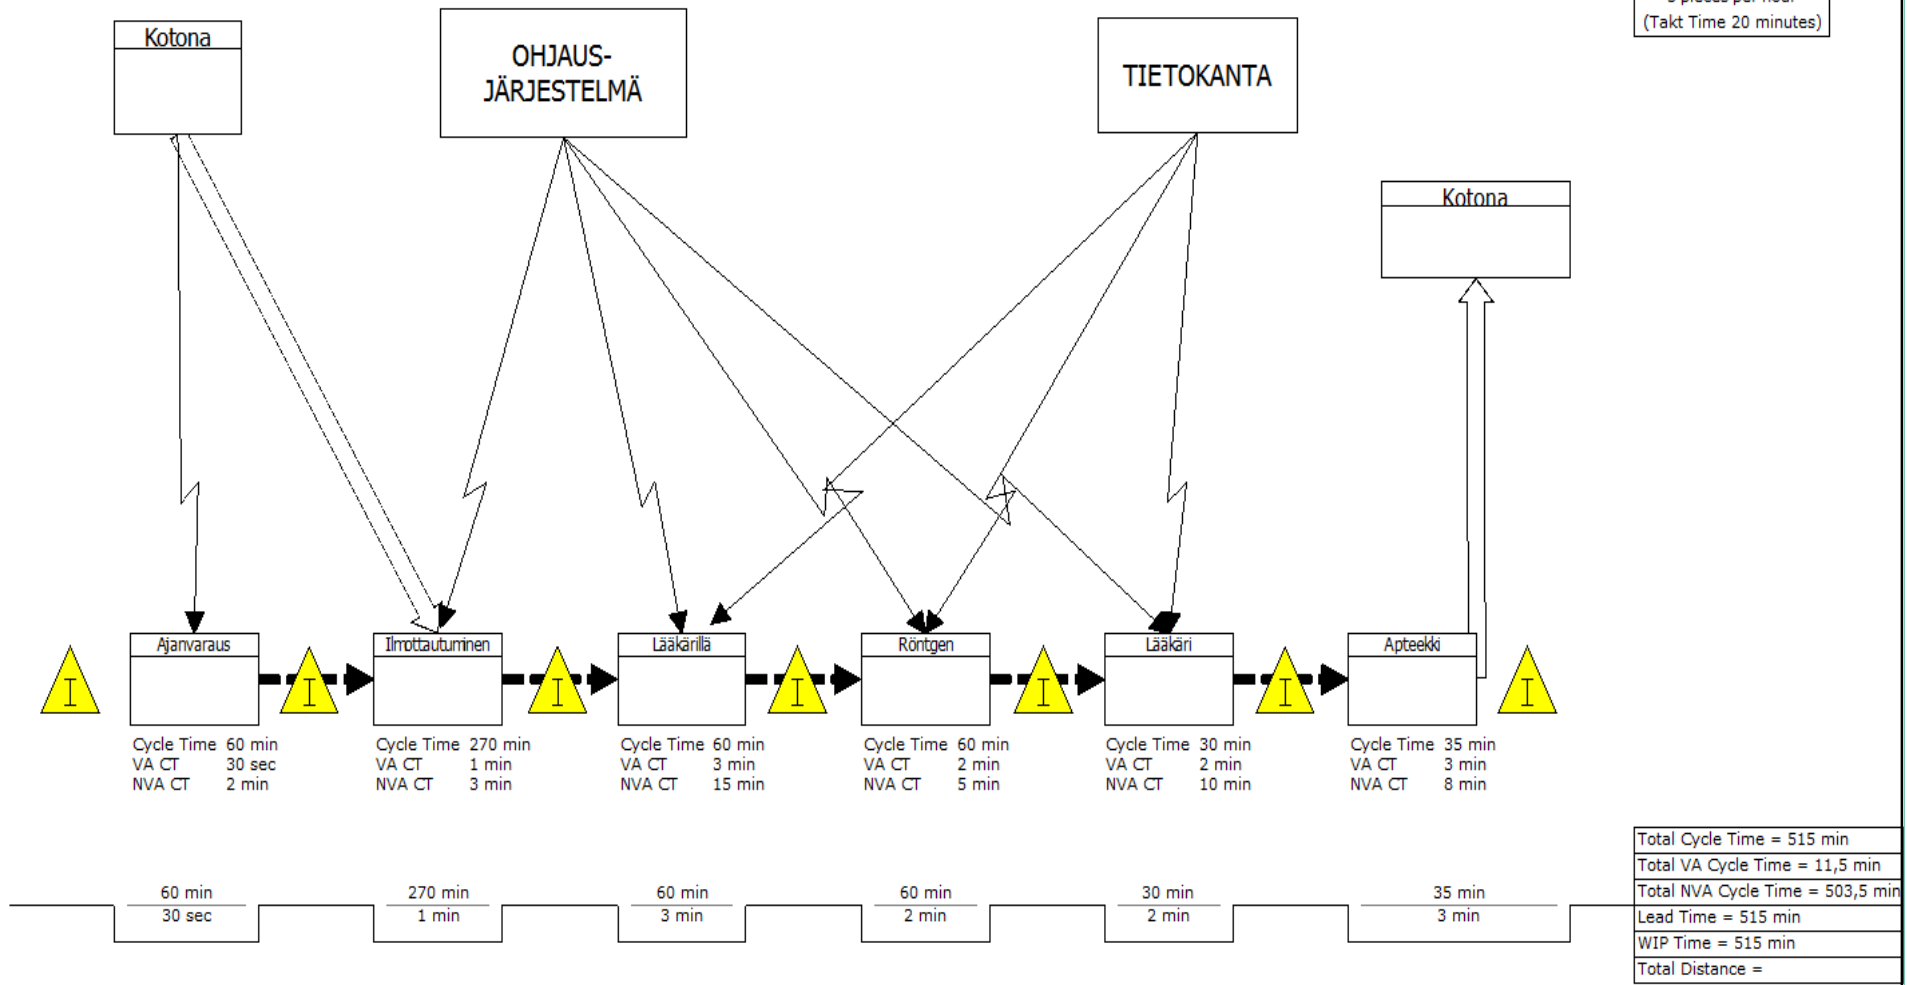 (Takt Time 20 minutes)
Kotona
OHJAUS-
JÄRJESTELMÄ
TIETOKANTA
Kotona
Ajanvaraus
Ilmottautuminen
Lääkärillä
Röntgen
Lääkäri
Apteekki
I
I
I
I
I
I
I
Cycle Time 60 min
VA CT 30 sec
NVA CT 2 min
Cycle Time 270 min
VA CT 1 min
NVA CT 3 min
Cycle Time 60 min
VA CT 3 min
NVA CT 15 min
Cycle Time 60 min
VA CT 2 min
NVA CT 5 min
Cycle Time 30 min
VA CT 2 min
NVA CT 10 min
Cycle Time 35 min
VA CT 3 min
NVA CT 8 min
60 min
30 sec
270 min
1 min
60 min
3 min
60 min
2 min
30 min
2 min
35 min
3 min
Total Cycle Time = 515 min
Total VA Cycle Time = 11,5 min
Total NVA Cycle Time = 503,5 min
Lead Time = 515 min
WIP Time = 515 min
Total Distance =